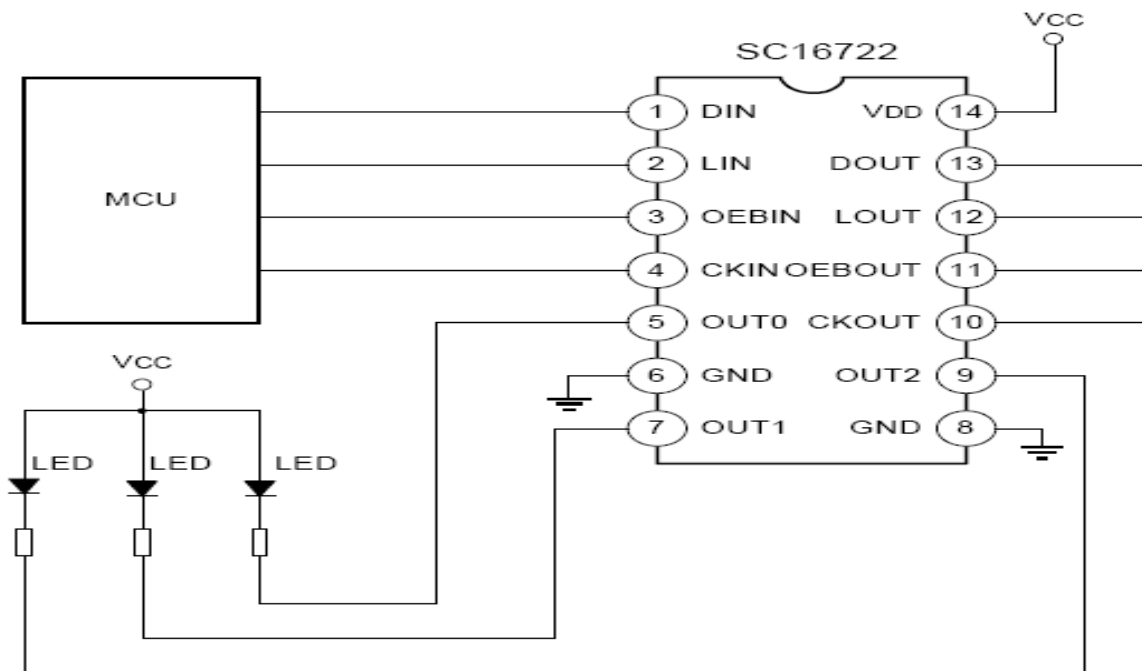 VCC
SC16722
1 DIN VDD 14
2 LIN DOUT 13
MCU
3 OEBIN LOUT 12
4 CKIN OEBOUT 11
5 OUT0 CKOUT 10
VCC
6 GND OUT2 9
7 OUT1 GND 8
LED LED LED